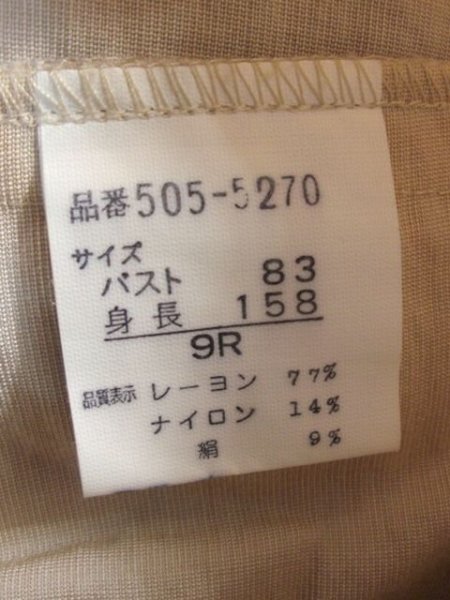 品番505-5270
サイズ
バスト 83
身長 158
9R
品質表示 レーヨン 77%
ナイロン 14%
絹 9%